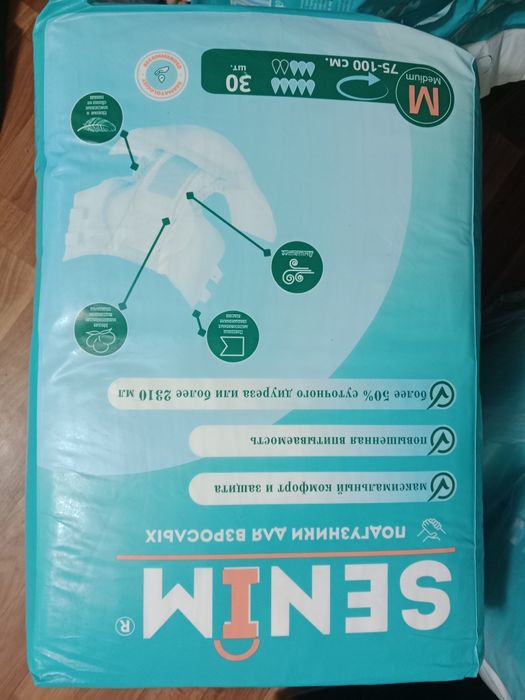 SENIM®
ПОДГУЗНИКИ ДЛЯ ВЗРОСЛЫХ
максимальный комфорт и защита
повышенная впитываемость
более 50% суточного диуреза или более 2310 мл
Дышащие
M
Medium
75-100 СМ.
30
ШТ.